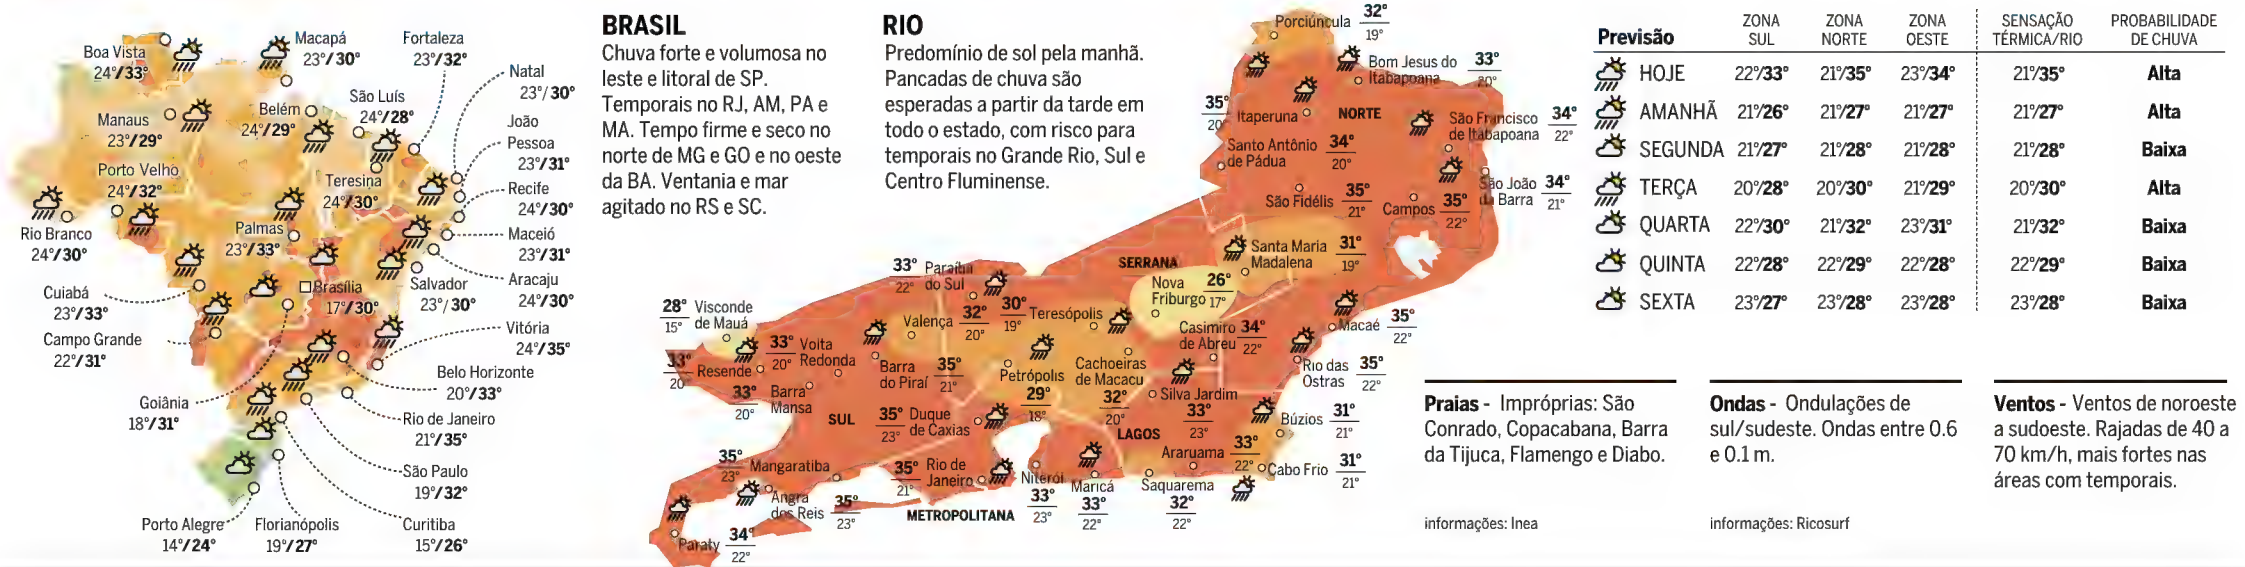 Boa Vista
24°/33°
Macapá
23°/30°
Fortaleza
23°/32°
Natal
23°/30°
João
Pessoa
23°/31°
Recife
24°/30°
Maceió
23°/31°
Aracaju
24°/30°
Vitória
24°/35°
Belo Horizonte
20°/33°
Rio de Janeiro
21°/35°
São Paulo
19°/32°
Curitiba
15°/26°
Florianópolis
19°/27°
Porto Alegre
14°/24°
Goiânia
18°/31°
Campo Grande
22°/31°
Cuiabá
23°/33°
Rio Branco
24°/30°
Porto Velho
24°/32°
Manaus
23°/29°
Belém
24°/29°
São Luís
24°/28°
Teresina
24°/30°
Palmas
23°/33°
Brasília
17°/30°
Salvador
23°/30°
BRASIL
Chuva forte e volumosa no
leste e litoral de SP.
Temporais no RJ, AM, PA e
MA. Tempo firme e seco no
norte de MG e GO e no oeste
da BA. Ventania e mar
agitado no RS e SC.
RIO
Predomínio de sol pela manhã.
Pancadas de chuva são
esperadas a partir da tarde em
todo o estado, com risco para
temporais no Grande Rio, Sul e
Centro Fluminense.
Porciúncula 32° 19°
Bom Jesus do
Itabapoana 33° 20°
Itaperuna 35° 20°
NORTE
São Francisco
de Itabapoana 34° 22°
Santo Antônio
de Pádua 34° 20°
São João
da Barra 34° 21°
São Fidélis 35° 21°
Campos 35° 22°
Santa Maria
Madalena 31° 19°
SERRANA
Nova
Friburgo 26° 17°
Paraíba
do Sul 33° 22°
Visconde
de Mauá 28° 15°
Valença 32° 20°
Teresópolis 30° 19°
Casimiro
de Abreu 34° 22°
Macaé 35° 22°
Volta
Redonda 33° 20°
Resende 33° 20°
Barra
Mansa 33° 20°
Barra
do Piraí 35° 21°
Petrópolis 29° 18°
Cachoeiras
de Macacu 32° 20°
Rio das
Ostras 35° 22°
Silva Jardim 33° 23°
SUL
Duque
de Caxias 35° 23°
LAGOS
Búzios 31° 21°
Araruama 33° 22°
Cabo Frio 31° 21°
Mangaratiba 35° 23°
Rio de
Janeiro 35° 21°
Niterói 33° 23°
Maricá 33° 22°
Saquarema 32° 22°
Angra
dos Reis 35° 23°
METROPOLITANA
Paraty 34° 22°
Previsão ZONA SUL ZONA NORTE ZONA OESTE SENSAÇÃO TÉRMICA/RIO PROBABILIDADE DE CHUVA
HOJE 22°/33° 21°/35° 23°/34° 21°/35° Alta
AMANHÃ 21°/26° 21°/27° 21°/27° 21°/27° Alta
SEGUNDA 21°/27° 21°/28° 21°/28° 21°/28° Baixa
TERÇA 20°/28° 20°/30° 21°/29° 20°/30° Alta
QUARTA 22°/30° 21°/32° 23°/31° 21°/32° Baixa
QUINTA 22°/28° 22°/29° 22°/28° 22°/29° Baixa
SEXTA 23°/27° 23°/28° 23°/28° 23°/28° Baixa
Praias - Impróprias: São
Conrado, Copacabana, Barra
da Tijuca, Flamengo e Diabo.
informações: Inea
Ondas - Ondulações de
sul/sudeste. Ondas entre 0.6
e 0.1 m.
informações: Ricosurf
Ventos - Ventos de noroeste
a sudoeste. Rajadas de 40 a
70 km/h, mais fortes nas
áreas com temporais.